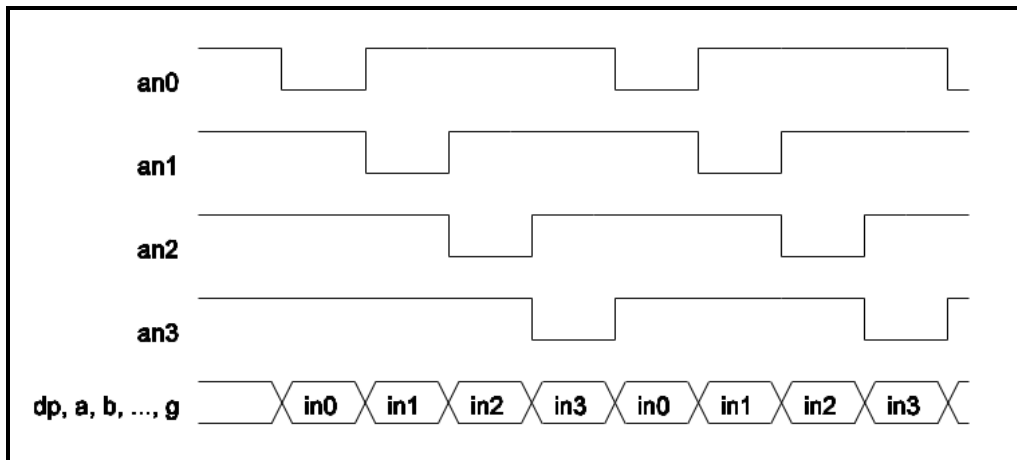 an0
an1
an2
an3
dp, a, b, ..., g in0 in1 in2 in3 in0 in1 in2 in3